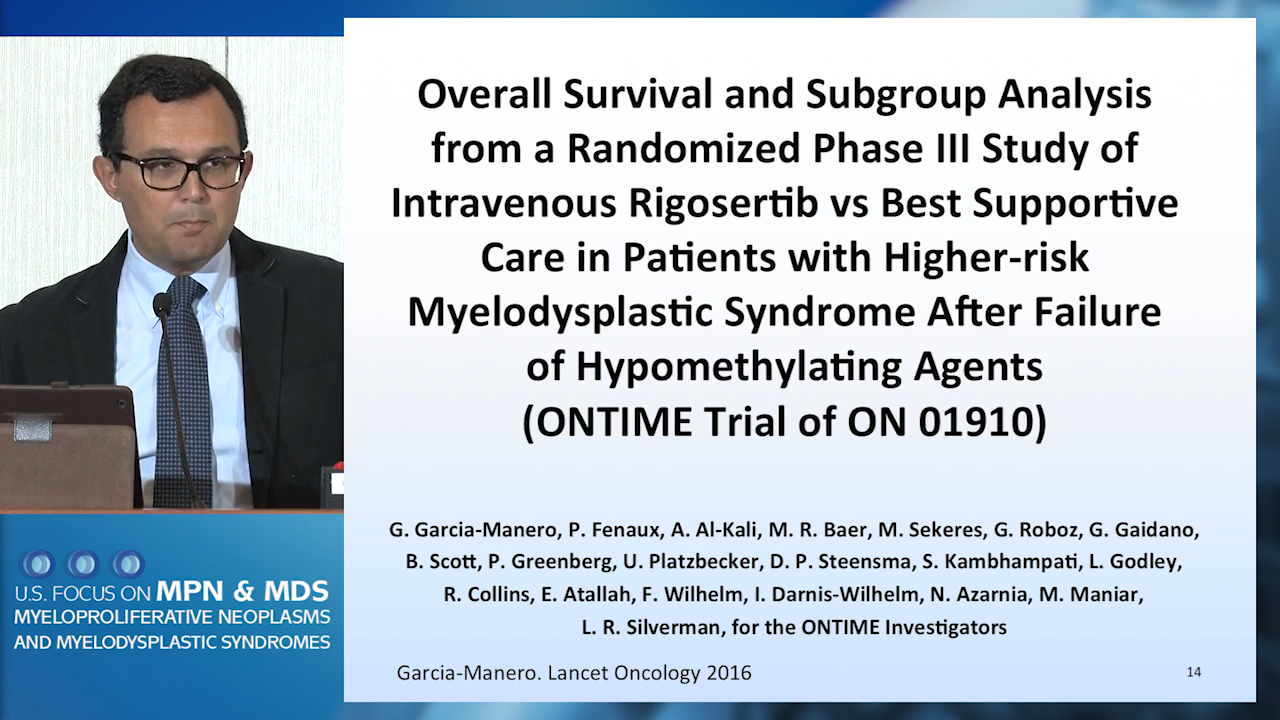 Overall Survival and Subgroup Analysis
from a Randomized Phase III Study of
Intravenous Rigosertib vs Best Supportive
Care in Patients with Higher-risk
Myelodysplastic Syndrome After Failure
of Hypomethylating Agents
(ONTIME Trial of ON 01910)
G. Garcia-Manero, P. Fenaux, A. Al-Kali, M. R. Baer, M. Sekeres, G. Roboz, G. Gaidano,
B. Scott, P. Greenberg, U. Platzbecker, D. P. Steensma, S. Kambhampati, L. Godley,
R. Collins, E. Atallah, F. Wilhelm, I. Darnis-Wilhelm, N. Azarnia, M. Maniar,
L. R. Silverman, for the ONTIME Investigators
Garcia-Manero. Lancet Oncology 2016
14
U.S. FOCUS ON MPN & MDS
MYELOPROLIFERATIVE NEOPLASMS
AND MYELODYSPLASTIC SYNDROMES